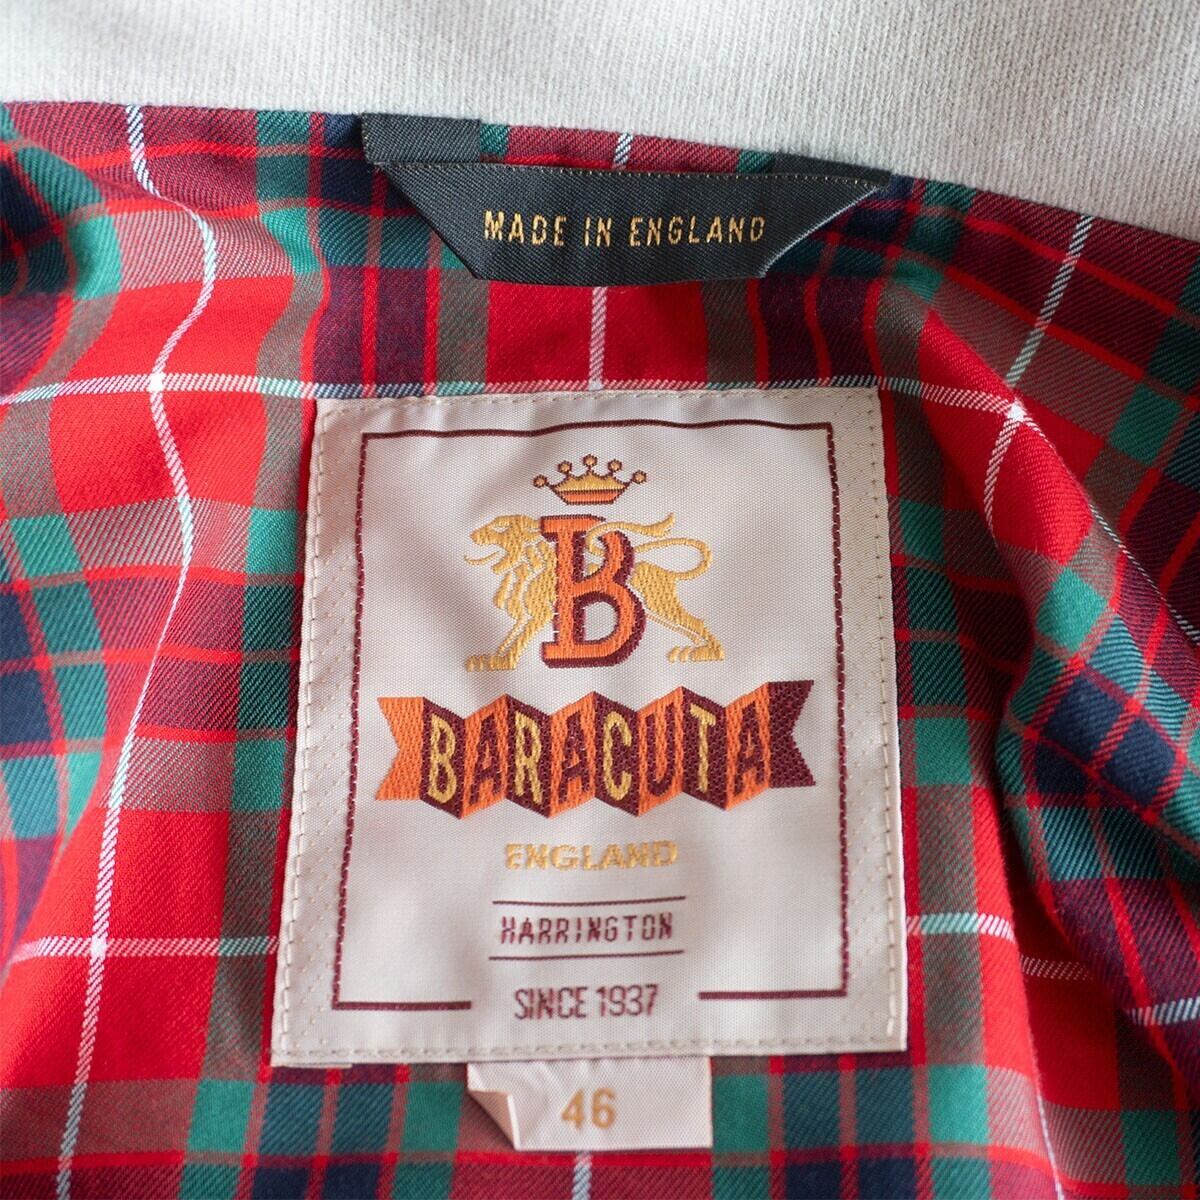 MADE IN ENGLAND
B
BARACUTA
ENGLAND
HARRINGTON
SINCE 1937
46